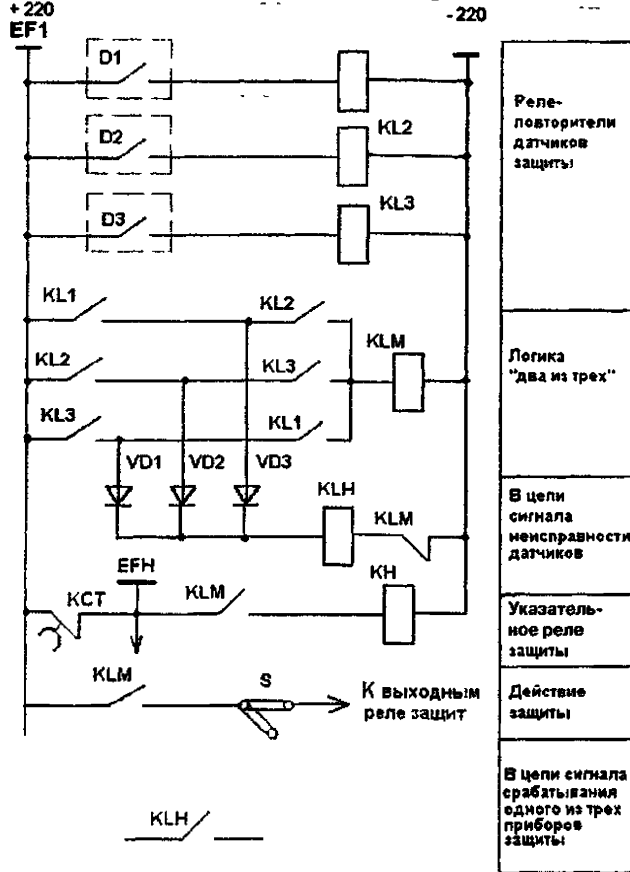 + 220
EF1
-220
D1
D2
KL2
D3
KL3
Реле-
повторители
датчиков
защиты
KL1
KL2
KLM
KL2
KL3
KL3
KL1
Логика
"два из трех"
VD1
VD2
VD3
KLH
KLM
В цепи
сигнала
неисправности
датчиков
EFH
KCT
KLM
KH
Указатель-
ное реле
защиты
KLM
S
К выходным
реле защит
Действие
защиты
KLH
В цепи сигнала
срабатывания
одного из трех
приборов
защиты